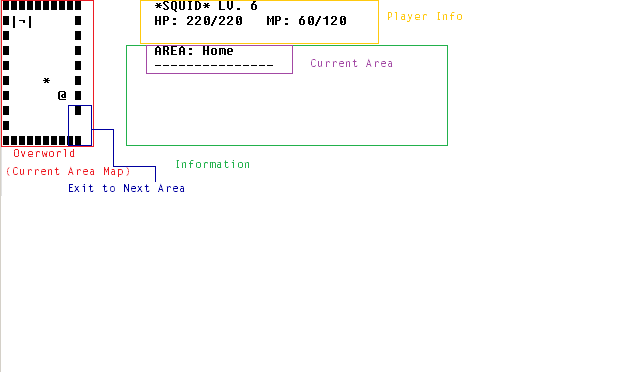 *SQUID* LV. 6
HP: 220/220 MP: 60/120
Player Info
|¬|
AREA: Home
---------------
Current Area
*
@
Overworld
(Current Area Map)
Information
Exit to Next Area